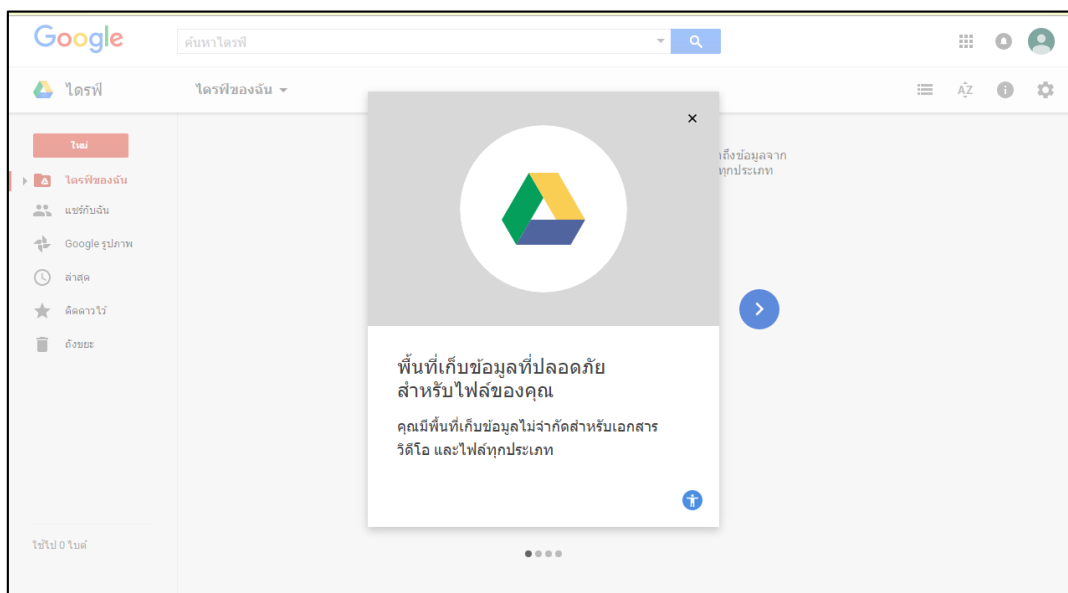 Google
ค้นหาไดรฟ์
ไดรฟ์
ไดรฟ์ของฉัน
AZ
ใหม่
ไดรฟ์ของฉัน
แชร์กับฉัน
Google รูปภาพ
ล่าสุด
ติดดาวไว้
ถังขยะ
ใช้ไป 0 ไบต์
าถึงข้อมูลจาก
ทุกประเภท
พื้นที่เก็บข้อมูลที่ปลอดภัย
สำหรับไฟล์ของคุณ
คุณมีพื้นที่เก็บข้อมูลไม่จำกัดสำหรับเอกสาร
วิดีโอ และไฟล์ทุกประเภท